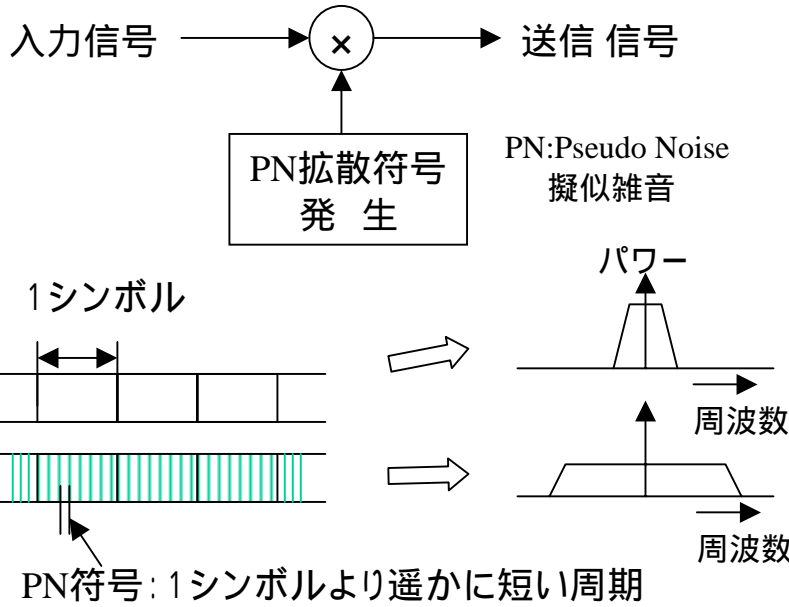 入力信号
×
送信 信号
PN拡散符号
発 生
PN:Pseudo Noise
擬似雑音
1シンボル
パワー
周波数
周波数
PN符号：1シンボルより遥かに短い周期